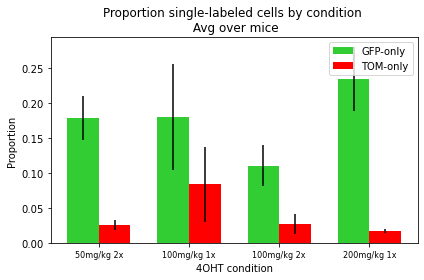 Proportion single-labeled cells by condition
Avg over mice
GFP-only
TOM-only
0.25
0.20
0.15
0.10
0.05
0.00
Proportion
50mg/kg 2x
100mg/kg 1x
100mg/kg 2x
200mg/kg 1x
4OHT condition